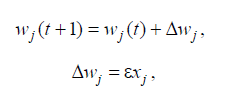 w_j(t+1) = w_j(t) + Δw_j,
Δw_j = εx_j,